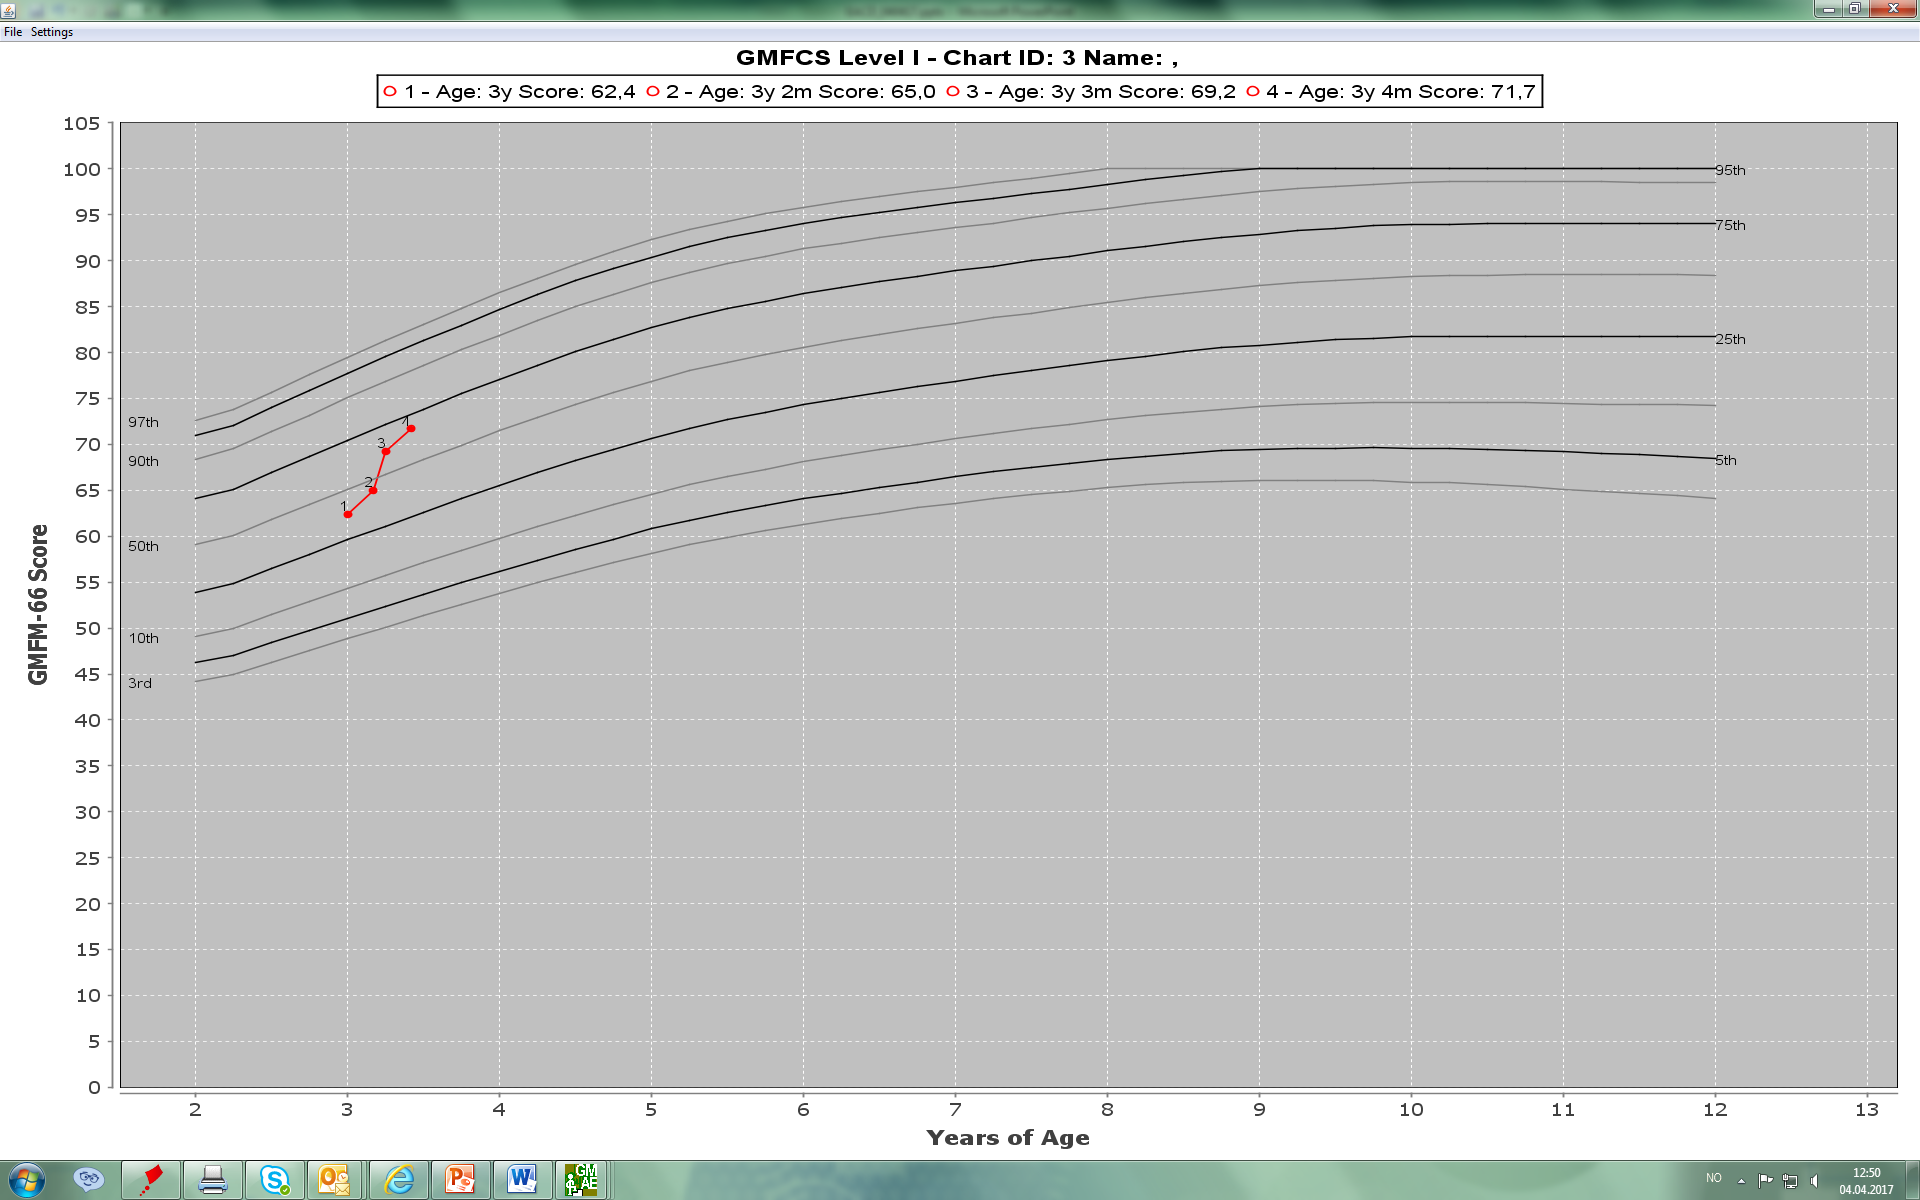 File Settings
GMFCS Level I - Chart ID: 3 Name: ,
1 - Age: 3y Score: 62,4 2 - Age: 3y 2m Score: 65,0 3 - Age: 3y 3m Score: 69,2 4 - Age: 3y 4m Score: 71,7
105
100
95
90
85
80
75
70
65
60
55
50
45
40
35
30
25
20
15
10
5
0
GMFM-66 Score
97th
90th
50th
10th
3rd
1
2
3
4
95th
75th
25th
5th
2 3 4 5 6 7 8 9 10 11 12 13
Years of Age
GM
AE
NO
12:50
04.04.2017